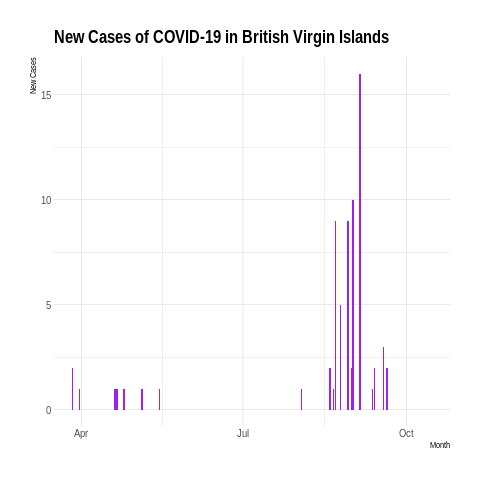 New Cases of COVID-19 in British Virgin Islands
New Cases
15
10
5
0
Apr
Jul
Oct
Month